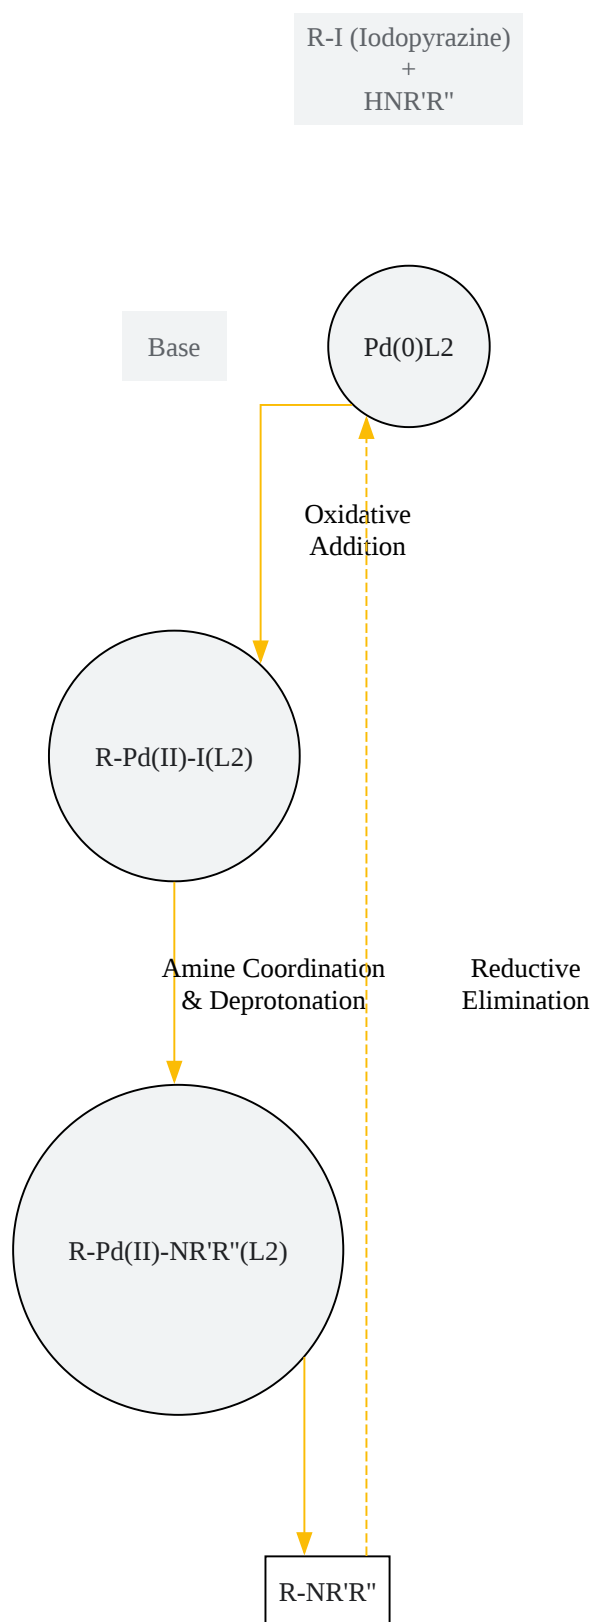 R-I (Iodopyrazine)
+
HNR'R"
Base
Pd(0)L2
Oxidative
Addition
R-Pd(II)-I(L2)
Amine Coordination
& Deprotonation
Reductive
Elimination
R-Pd(II)-NR'R"(L2)
R-NR'R"